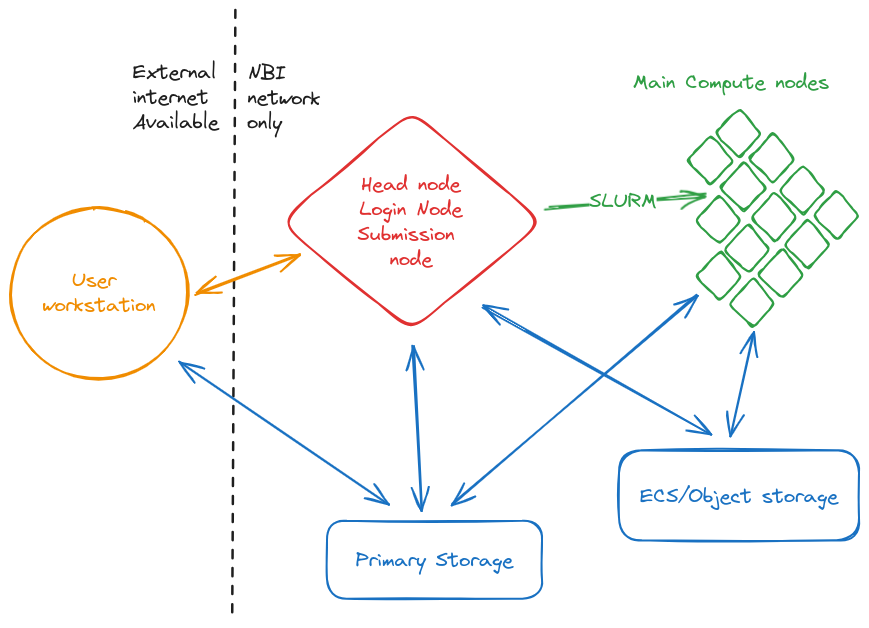 External
internet
Available
NBI
network
only
Main Compute nodes
Head node
Login Node
Submission
node
SLURM
User
workstation
ECS/Object storage
Primary Storage